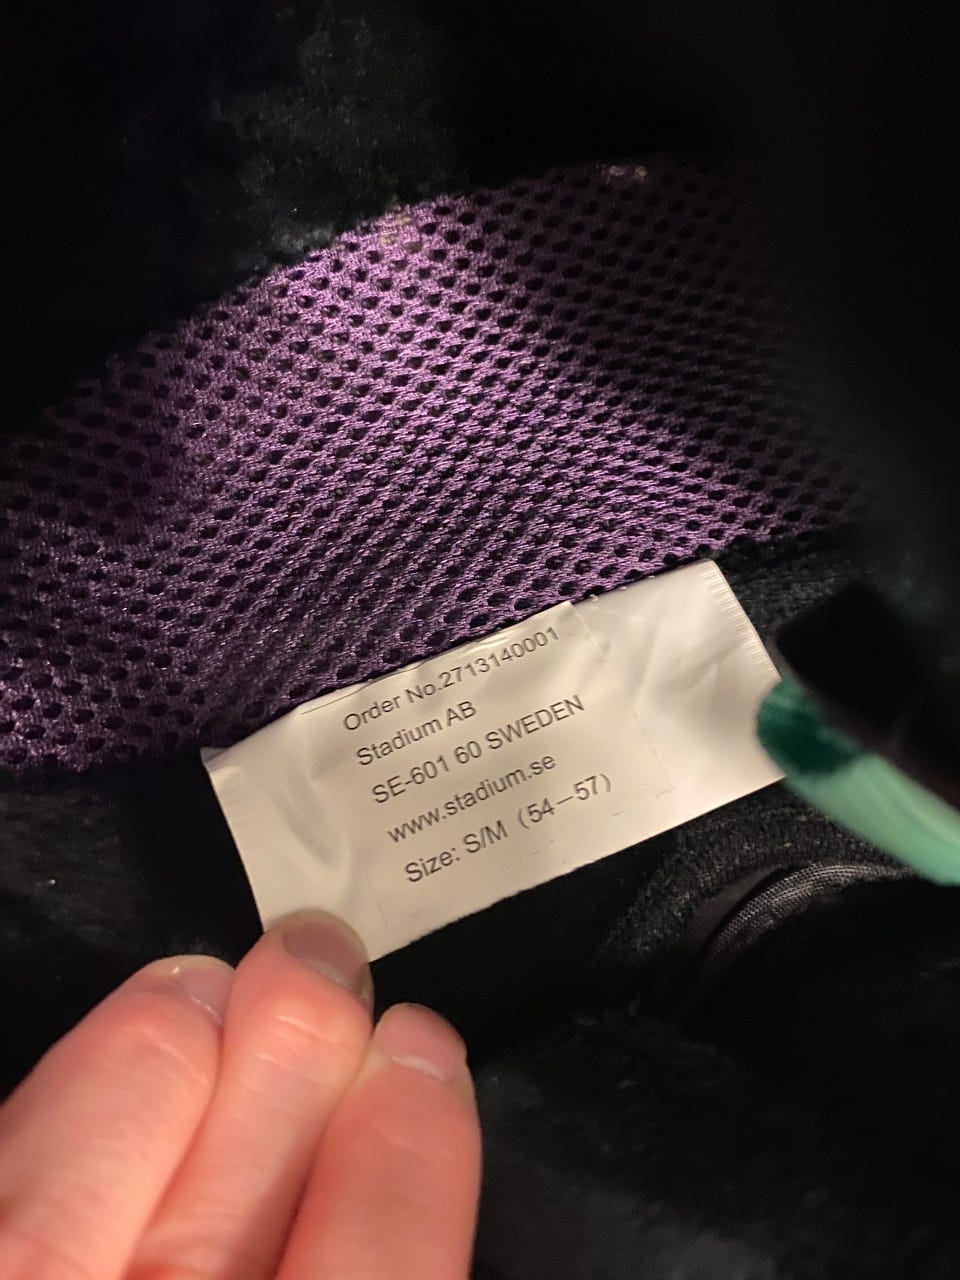 Order No.2713140001
Stadium AB
SE-601 60 SWEDEN
www.stadium.se
Size: S/M (54-57)